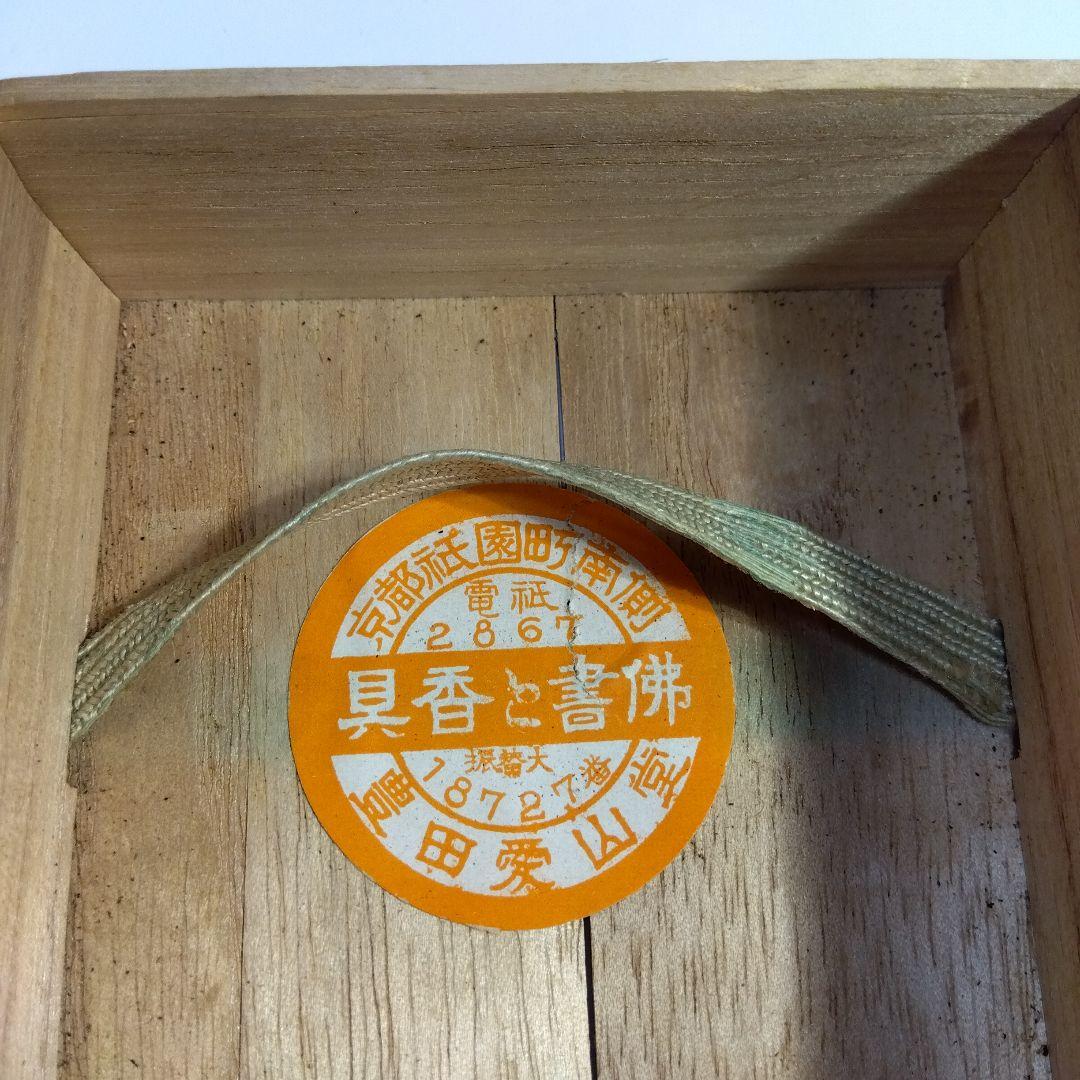 京都祇園町南側
電祇
2867
佛書と香具
振替大
18727番
豐田愛山堂